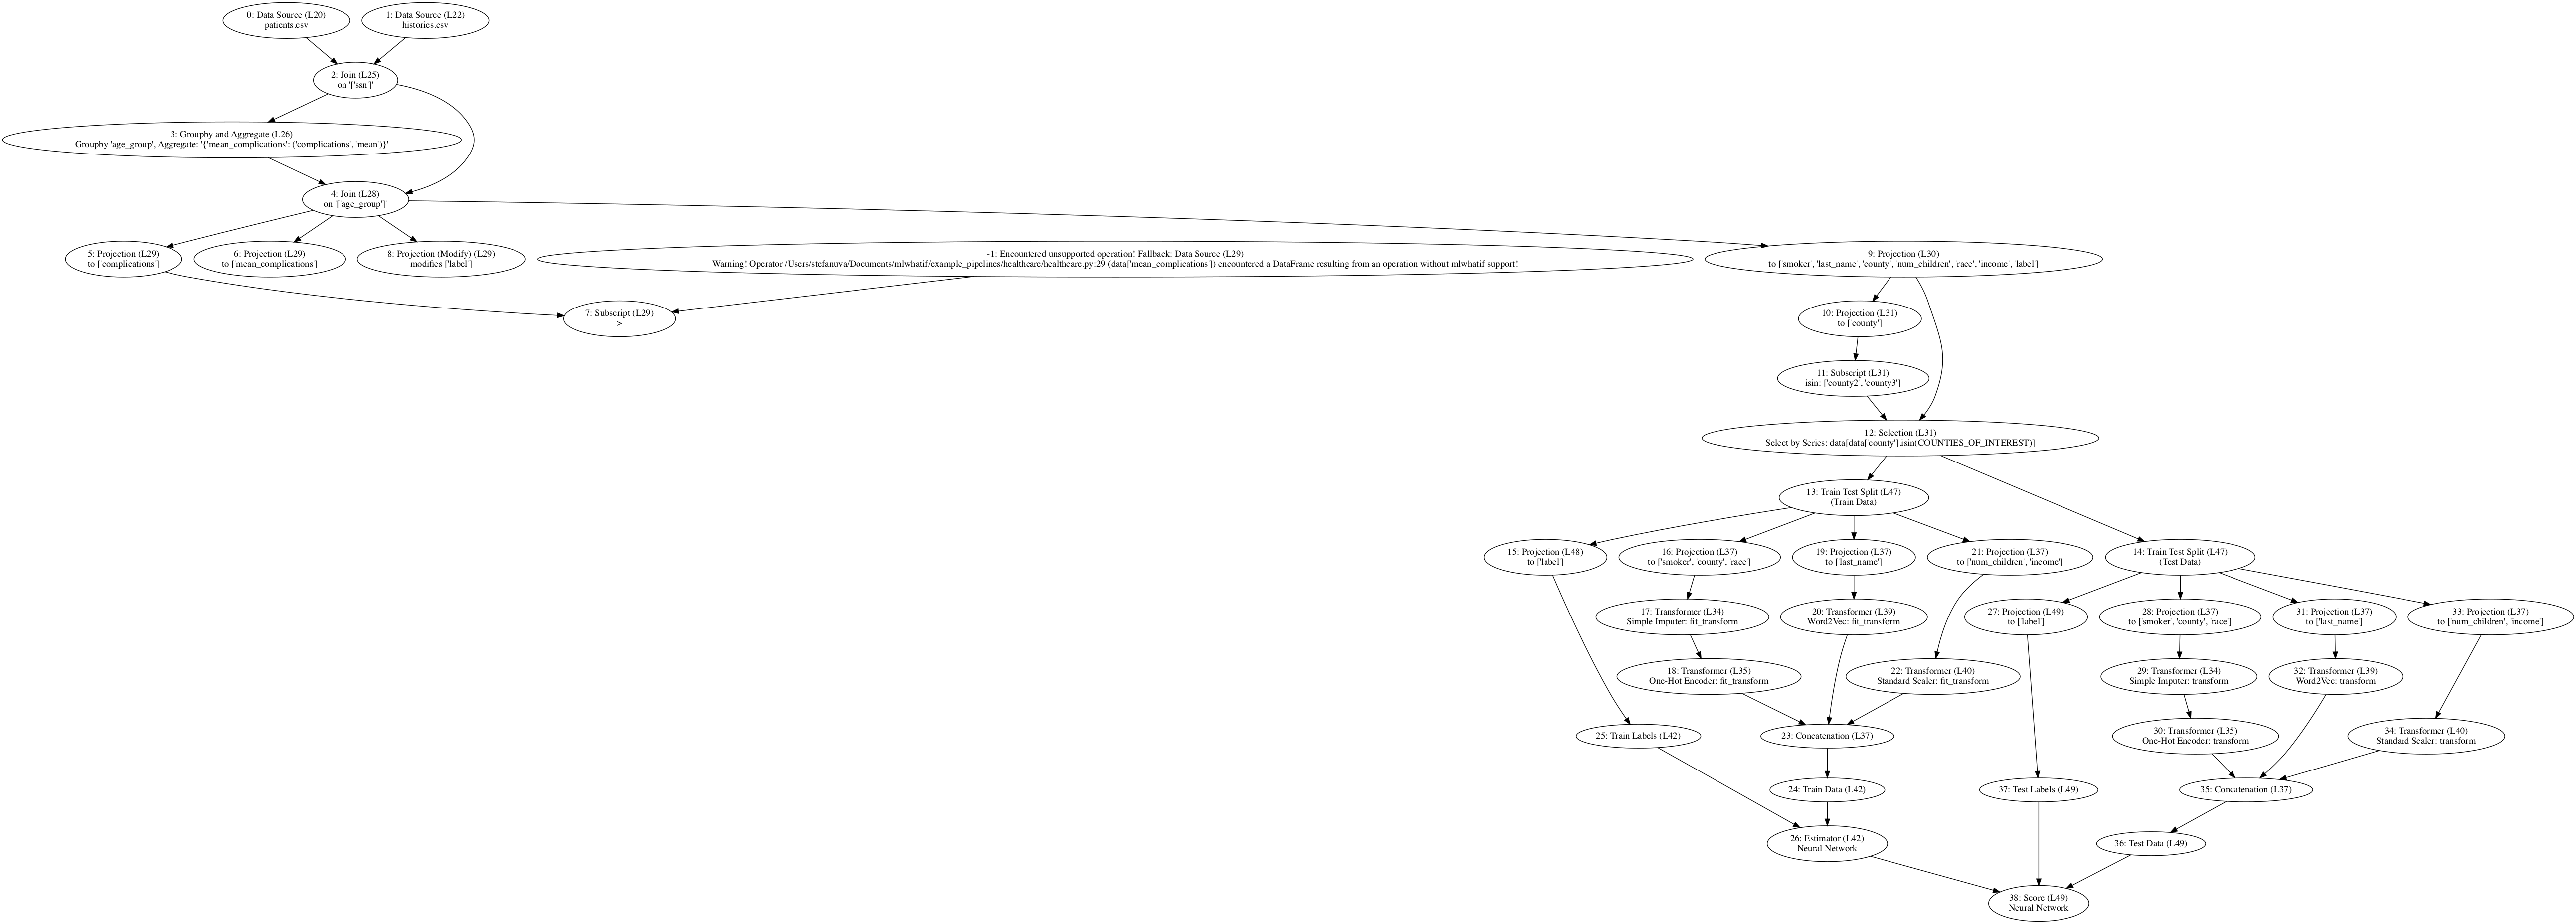 0: Data Source (L20)
patients.csv
1: Data Source (L22)
histories.csv
2: Join (L25)
on '['ssn']'
3: Groupby and Aggregate (L26)
Groupby 'age_group', Aggregate: '{'mean_complications': ('complications', 'mean')}'
4: Join (L28)
on '['age_group']'
5: Projection (L29)
to ['complications']
6: Projection (L29)
to ['mean_complications']
8: Projection (Modify) (L29)
modifies ['label']
-1: Encountered unsupported operation! Fallback: Data Source (L29)
Warning! Operator /Users/stefanuva/Documents/mlwhatif/example_pipelines/healthcare/healthcare.py:29 (data['mean_complications']) encountered a DataFrame resulting from an operation without mlwhatif support!
9: Projection (L30)
to ['smoker', 'last_name', 'county', 'num_children', 'race', 'income', 'label']
7: Subscript (L29)
>
10: Projection (L31)
to ['county']
11: Subscript (L31)
isin: ['county2', 'county3']
12: Selection (L31)
Select by Series: data[data['county'].isin(COUNTIES_OF_INTEREST)]
13: Train Test Split (L47)
(Train Data)
15: Projection (L48)
to ['label']
16: Projection (L37)
to ['smoker', 'county', 'race']
19: Projection (L37)
to ['last_name']
21: Projection (L37)
to ['num_children', 'income']
14: Train Test Split (L47)
(Test Data)
17: Transformer (L34)
Simple Imputer: fit_transform
20: Transformer (L39)
Word2Vec: fit_transform
27: Projection (L49)
to ['label']
28: Projection (L37)
to ['smoker', 'county', 'race']
31: Projection (L37)
to ['last_name']
33: Projection (L37)
to ['num_children', 'income']
18: Transformer (L35)
One-Hot Encoder: fit_transform
22: Transformer (L40)
Standard Scaler: fit_transform
29: Transformer (L34)
Simple Imputer: transform
32: Transformer (L39)
Word2Vec: transform
25: Train Labels (L42)
23: Concatenation (L37)
30: Transformer (L35)
One-Hot Encoder: transform
34: Transformer (L40)
Standard Scaler: transform
24: Train Data (L42)
37: Test Labels (L49)
35: Concatenation (L37)
26: Estimator (L42)
Neural Network
36: Test Data (L49)
38: Score (L49)
Neural Network